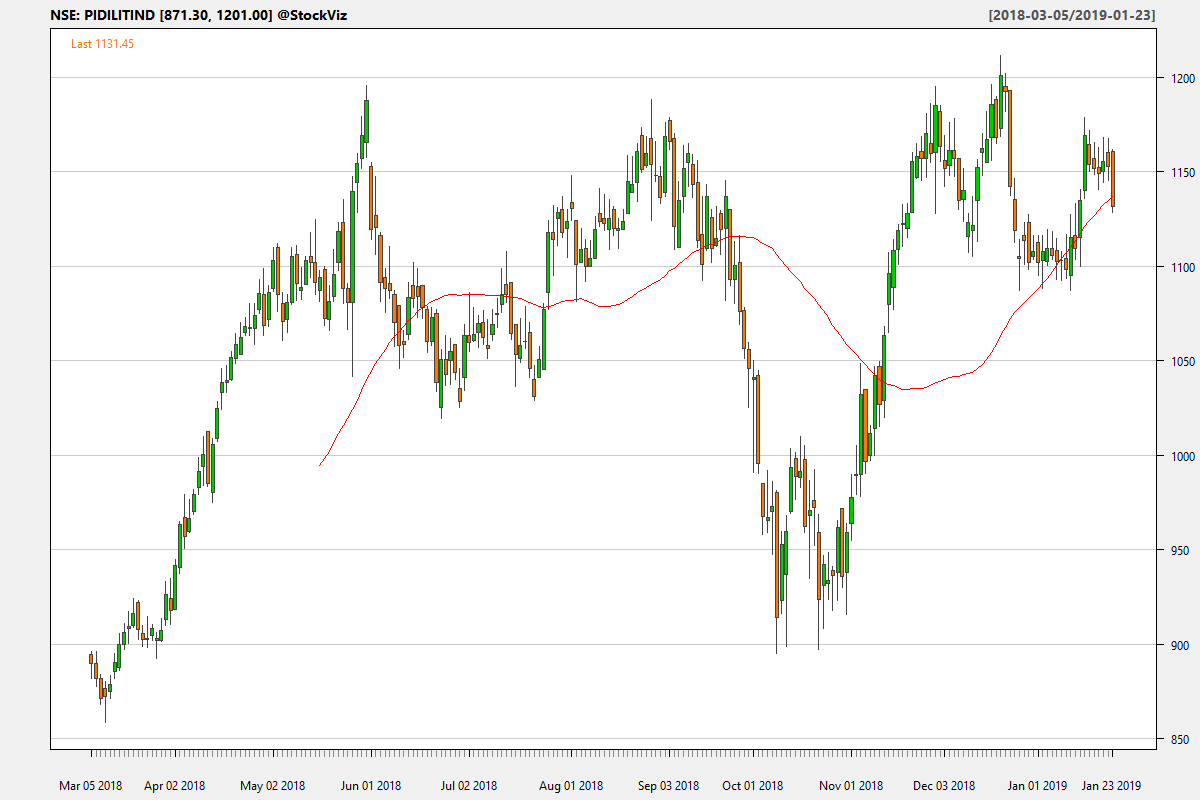 NSE: PIDILITIND [871.30, 1201.00] @StockViz
[2018-03-05/2019-01-23]
Last 1131.45
1200
1150
1100
1050
1000
950
900
850
Mar 05 2018
Apr 02 2018
May 02 2018
Jun 01 2018
Jul 02 2018
Aug 01 2018
Sep 03 2018
Oct 01 2018
Nov 01 2018
Dec 03 2018
Jan 01 2019
Jan 23 2019